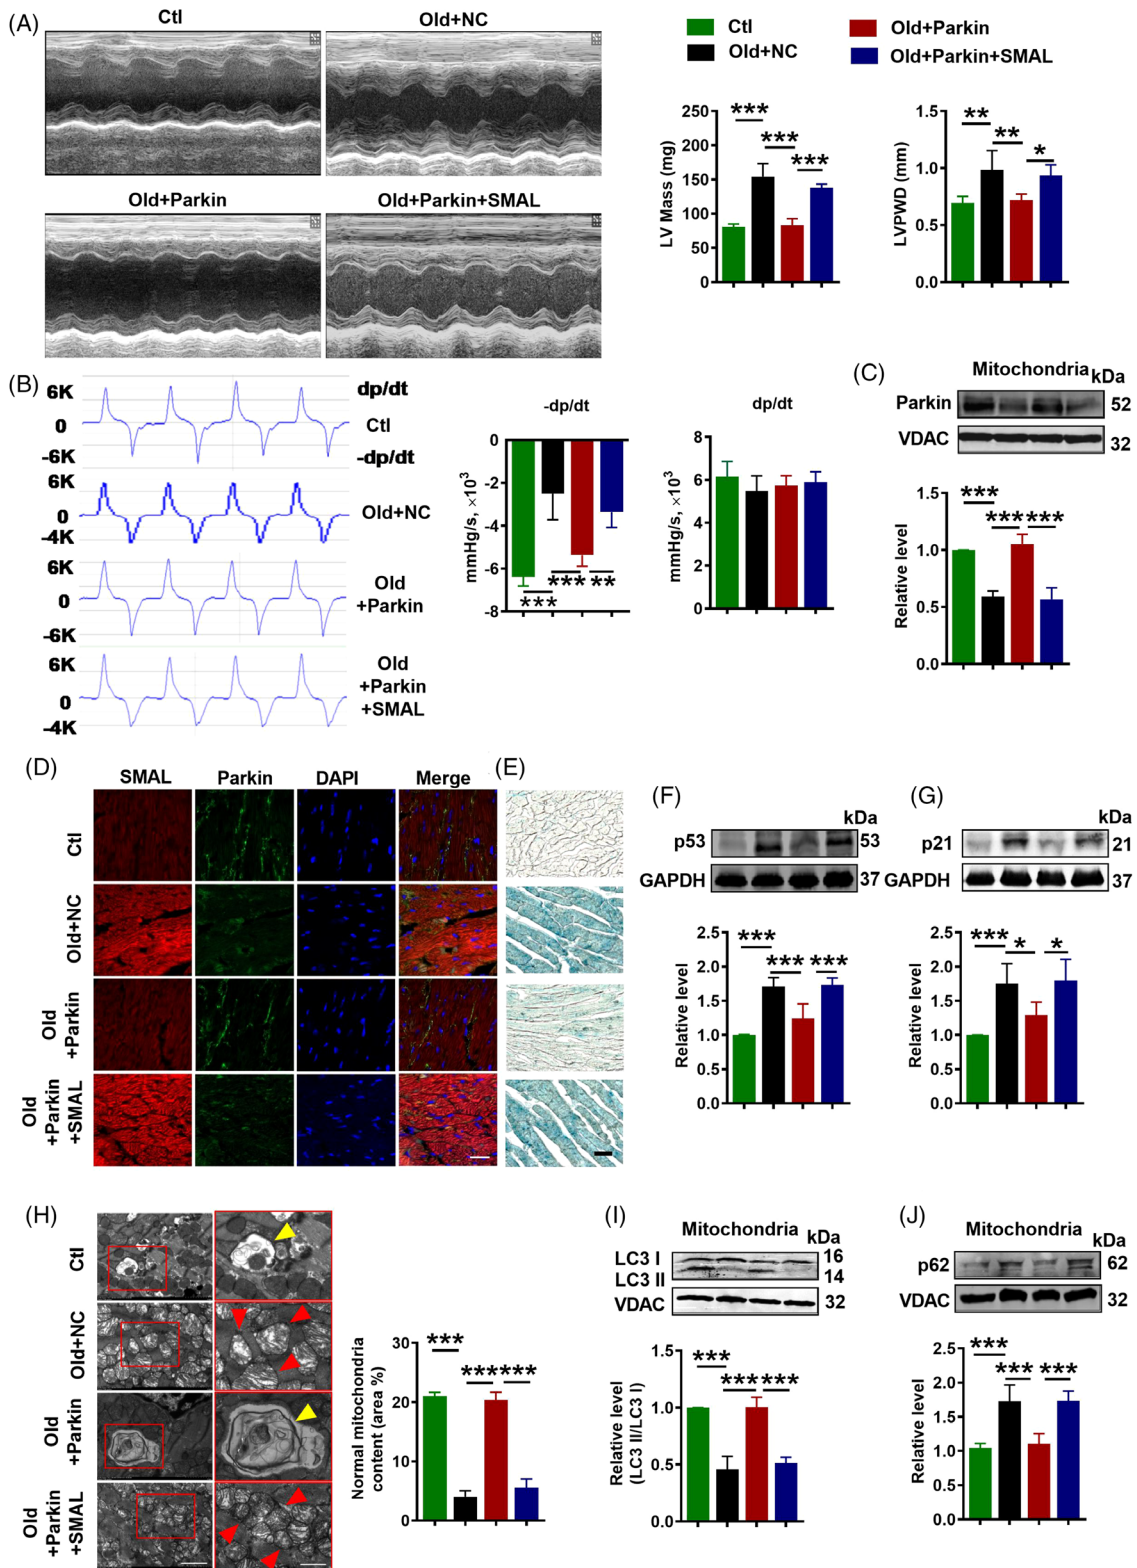 (A)
Ctl
Old+NC
Old+Parkin
Old+Parkin+SMAL
Ctl
Old+NC
Old+Parkin
Old+Parkin+SMAL
LV Mass (mg)
250
200
150
100
50
0
***
***
***
LVPWD (mm)
1.5
1.0
0.5
0.0
**
**
*
(B)
6K
0
-6K
dp/dt
Ctl
-dp/dt
6K
0
-4K
Old+NC
6K
0
-6K
Old
+Parkin
6K
0
-4K
Old
+Parkin
+SMAL
-dp/dt
mmHg/s, ×10³
0
-2
-4
-6
-8
***
***
**
dp/dt
mmHg/s, ×10³
8
6
4
2
0
(C)
Mitochondria
kDa
Parkin
52
VDAC
32
Relative level
1.5
1.0
0.5
0.0
***
***
***
(D)
SMAL
Parkin
DAPI
Merge
Ctl
Old+NC
Old
+Parkin
Old
+Parkin
+SMAL
(E)
(F)
kDa
p53
53
GAPDH
37
Relative level
2.5
2.0
1.5
1.0
0.5
0.0
***
***
***
(G)
kDa
p21
21
GAPDH
37
Relative level
2.5
2.0
1.5
1.0
0.5
0.0
***
*
*
(H)
Ctl
Old+NC
Old
+Parkin
Old
+Parkin
+SMAL
Normal mitochondria
content (area %)
30
20
10
0
***
***
***
(I)
Mitochondria
kDa
LC3 I
16
LC3 II
14
VDAC
32
Relative level
(LC3 II/LC3 I)
1.5
1.0
0.5
0.0
***
***
***
(J)
Mitochondria
kDa
p62
62
VDAC
32
Relative level
2.5
2.0
1.5
1.0
0.5
0.0
***
***
***